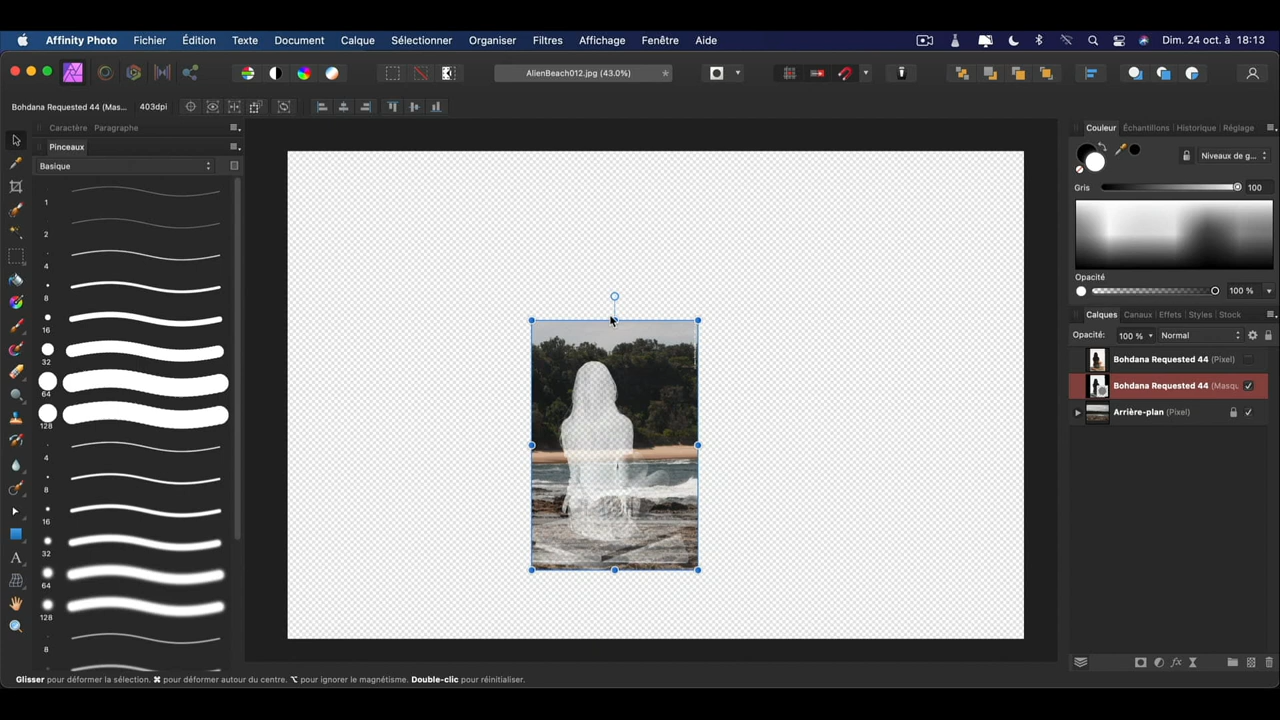 Affinity Photo Fichier Édition Texte Document Calque Sélectionner Organiser Filtres Affichage Fenêtre Aide Dim. 24 oct. à 18:13
AlienBeach012.jpg (43.0%)
Bohdana Requested 44 (Mas... 403dpi
Caractère Paragraphe
Pinceaux
Basique
1
2
4
8
16
32
64
128
4
8
16
32
64
128
8
Couleur Échantillons Historique Réglage
Niveaux de g...
Gris 100
Opacité
100 %
Calques Canaux Effets Styles Stock
Opacité: 100 % Normal
Bohdana Requested 44 (Pixel)
Bohdana Requested 44 (Masqu
Arrière-plan (Pixel)
Glisser pour déformer la sélection. ⌘ pour déformer autour du centre. ⌥ pour ignorer le magnétisme. Double-clic pour réinitialiser.